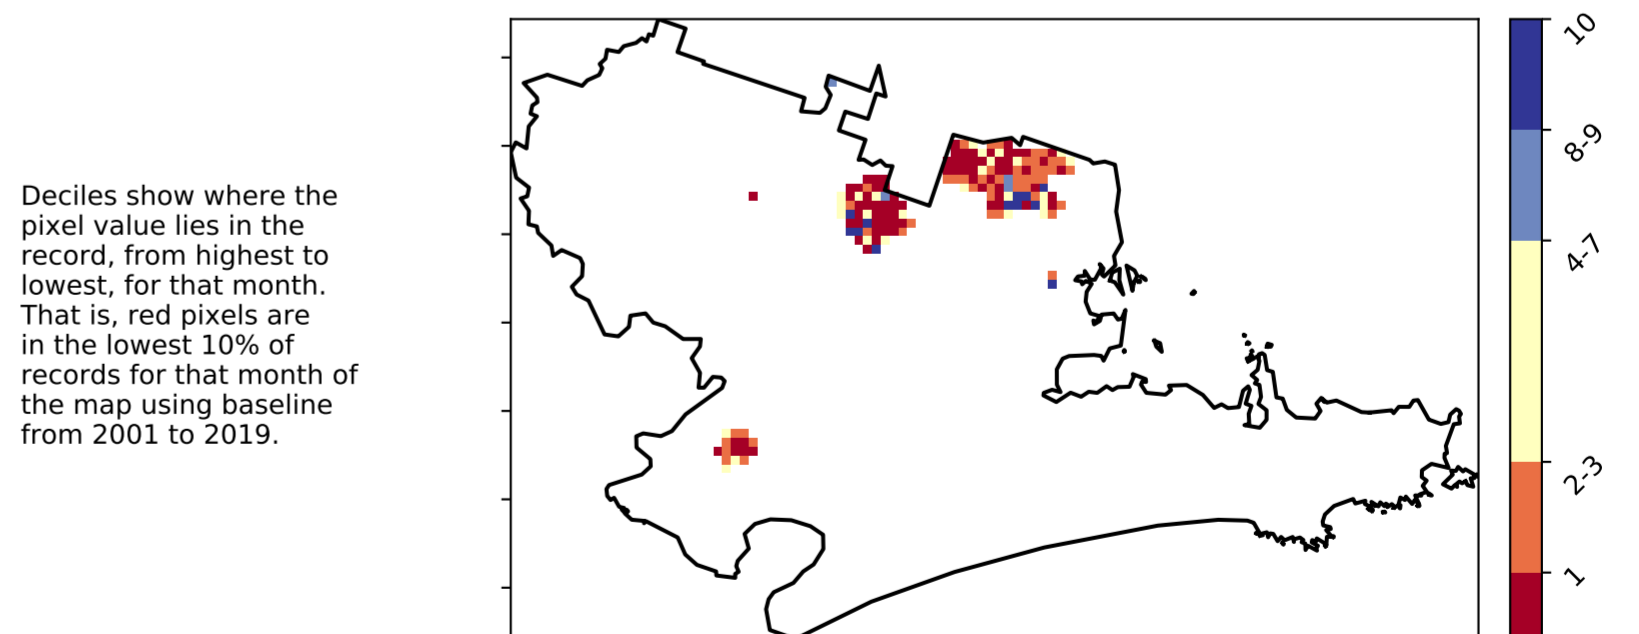 Deciles show where the
pixel value lies in the
record, from highest to
lowest, for that month.
That is, red pixels are
in the lowest 10% of
records for that month of
the map using baseline
from 2001 to 2019.
10
8-9
4-7
2-3
1